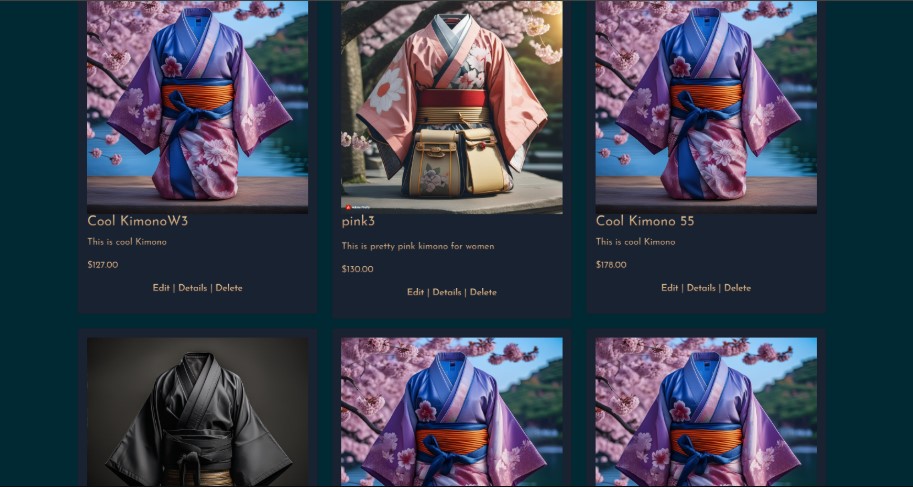 Cool KimonoW3
This is cool Kimono
$127.00
Edit | Details | Delete
pink3
This is pretty pink kimono for women
$130.00
Edit | Details | Delete
Cool Kimono 55
This is cool Kimono
$178.00
Edit | Details | Delete